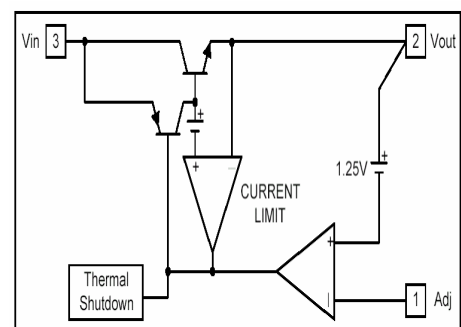 Vin 3
2 Vout
+
+
1.25V
+ –
CURRENT
LIMIT
+
Thermal
Shutdown
–
1 Adj